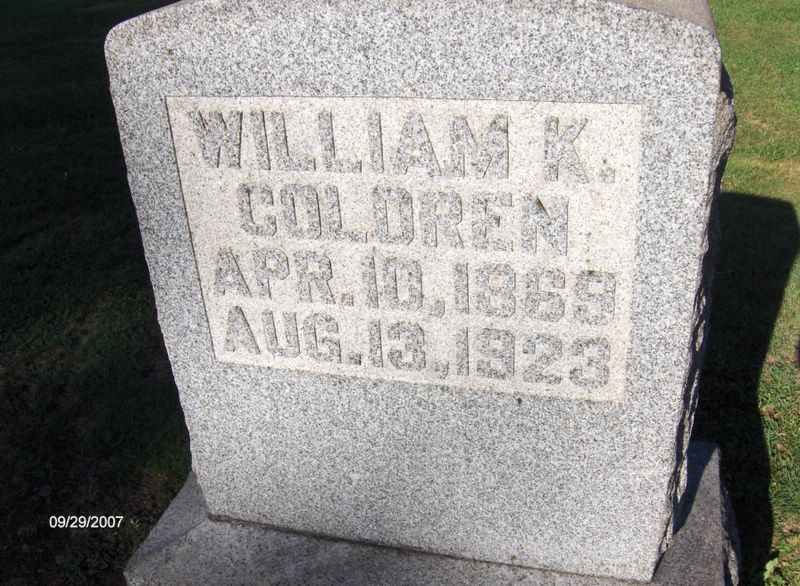 WILLIAM K.
COLDREN
APR. 10, 1869
AUG. 13, 1923
09/29/2007